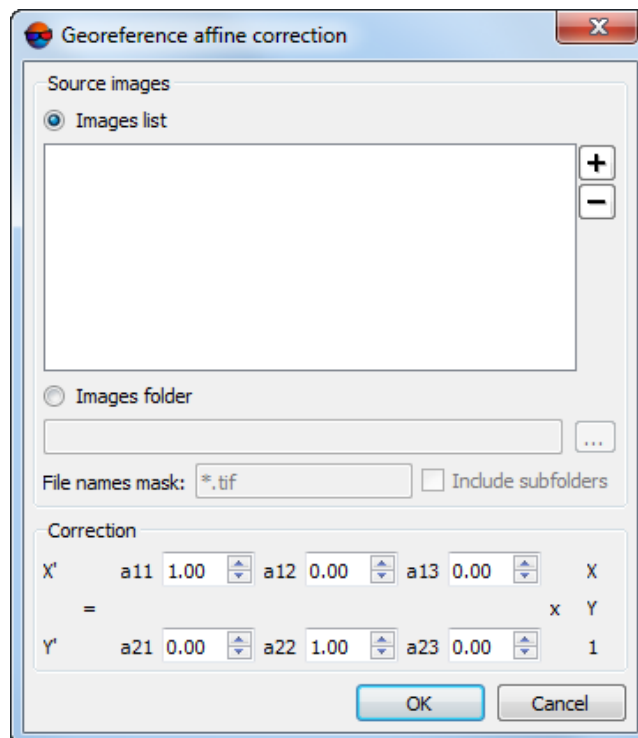 Georeference affine correction
Source images
Images list
+
−
Images folder
...
File names mask: *.tif Include subfolders
Correction
X' a11 1.00 a12 0.00 a13 0.00 X
= x Y
Y' a21 0.00 a22 1.00 a23 0.00 1
OK Cancel